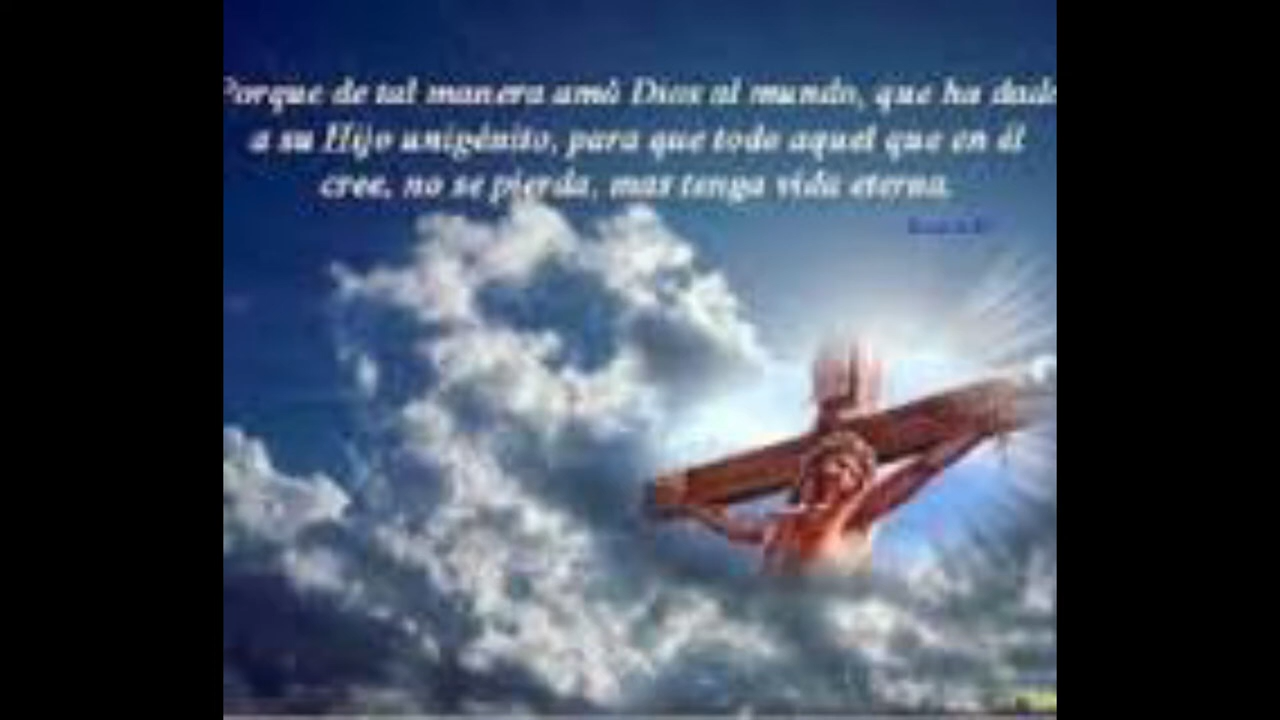 Porque de tal manera amó Dios al mundo, que ha dado
a su Hijo unigénito, para que todo aquel que en él
cree, no se pierda, mas tenga vida eterna.